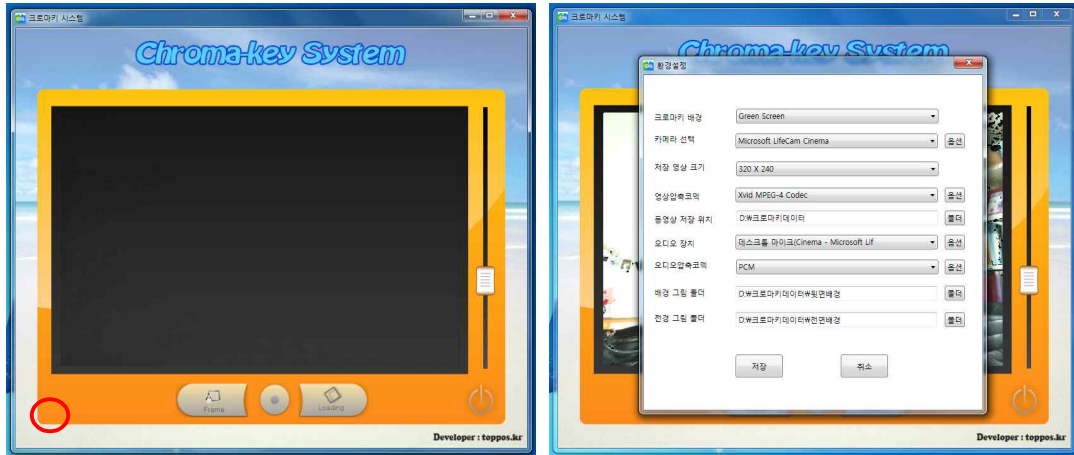 크로마키 시스템
Chroma-key System
Frame
Loading
Developer : toppos.kr
크로마키 시스템
Chroma-key System
환경설정
크로마키 배경
Green Screen
카메라 선택
Microsoft LifeCam Cinema
옵션
저장 영상 크기
320 X 240
영상압축코덱
Xvid MPEG-4 Codec
옵션
동영상 저장 위치
D:₩크로마키데이터
폴더
오디오 장치
데스크톱 마이크(Cinema - Microsoft Lif
옵션
오디오압축코덱
PCM
옵션
배경 그림 폴더
D:₩크로마키데이터₩뒷면배경
폴더
전경 그림 폴더
D:₩크로마키데이터₩전면배경
폴더
저장
취소
Developer : toppos.kr